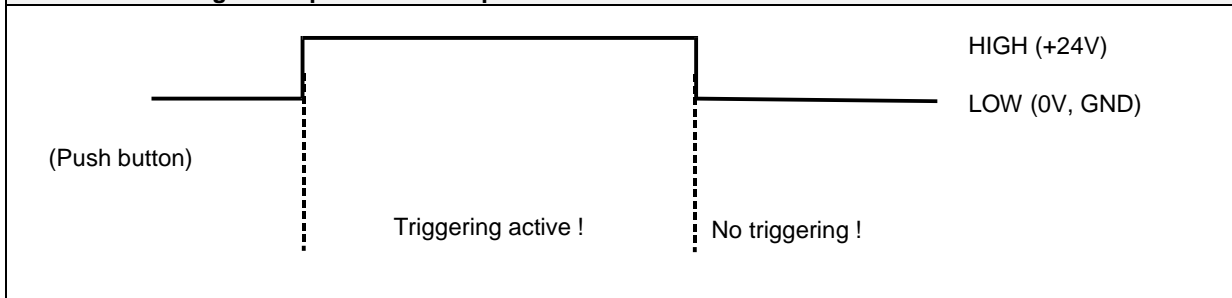 HIGH (+24V)
LOW (0V, GND)
(Push button)
Triggering active !
No triggering !